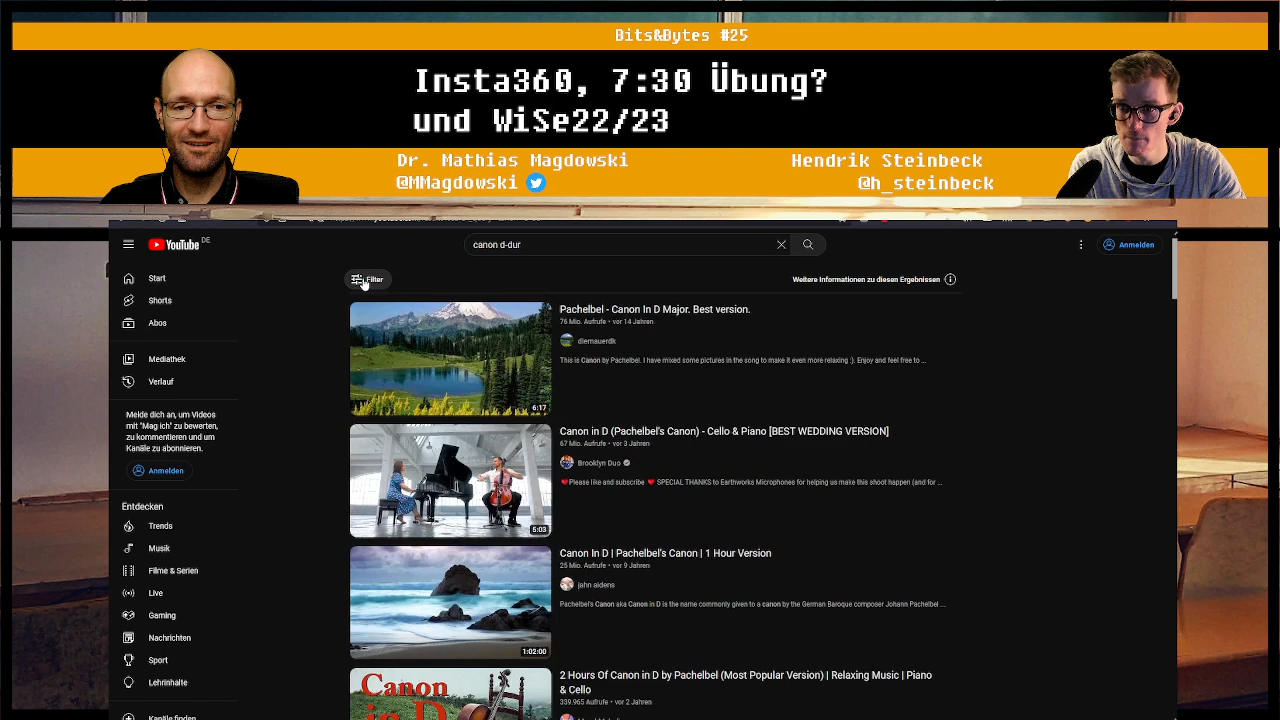 Bits&Bytes #25
Insta360, 7:30 Übung?
und WiSe22/23
Dr. Mathias Magdowski
@MMagdowski
Hendrik Steinbeck
@h_steinbeck
YouTube DE
canon d-dur
Anmelden
Filter
Weitere Informationen zu diesen Ergebnissen
Start
Shorts
Abos
Mediathek
Verlauf
Melde dich an, um Videos
mit "Mag ich" zu bewerten,
zu kommentieren und um
Kanäle zu abonnieren.
Anmelden
Entdecken
Trends
Musik
Filme & Serien
Live
Gaming
Nachrichten
Sport
Lehrinhalte
Kanäle finden
6:17
Pachelbel - Canon In D Major. Best version.
76 Mio. Aufrufe • vor 14 Jahren
diemauerdk
This is Canon by Pachelbel. I have mixed some pictures in the song to make it even more relaxing :). Enjoy and feel free to ...
5:03
Canon in D (Pachelbel's Canon) - Cello & Piano [BEST WEDDING VERSION]
67 Mio. Aufrufe • vor 3 Jahren
Brooklyn Duo
❤Please like and subscribe ❤ SPECIAL THANKS to Earthworks Microphones for helping us make this shoot happen (and for ...
1:02:00
Canon In D | Pachelbel's Canon | 1 Hour Version
25 Mio. Aufrufe • vor 9 Jahren
jahn aidens
Pachelbel's Canon aka Canon in D is the name commonly given to a canon by the German Baroque composer Johann Pachelbel ...
Canon
in D
2 Hours Of Canon in D by Pachelbel (Most Popular Version) | Relaxing Music | Piano
& Cello
339.965 Aufrufe • vor 2 Jahren